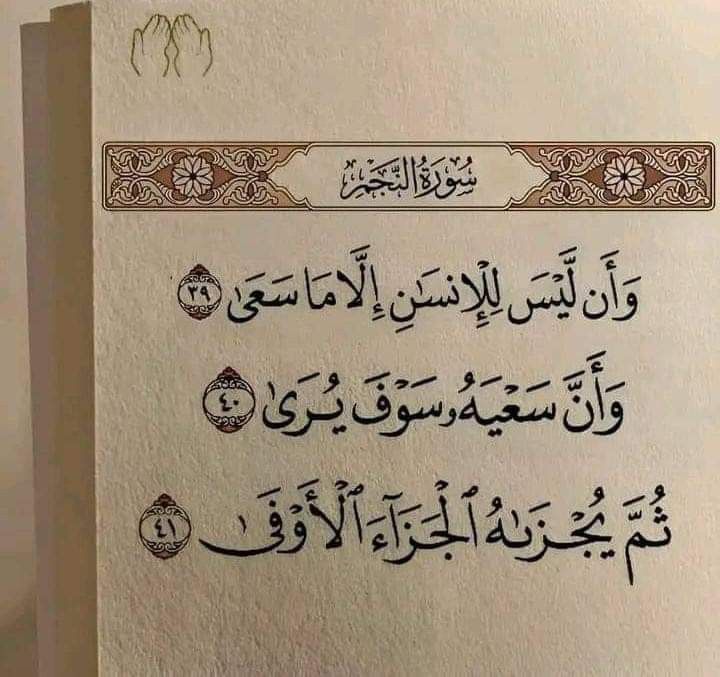 سُورَةُ النَّجْمِ
وَأَن لَّيْسَ لِلْإِنسَٰنِ إِلَّا مَا سَعَىٰ ٣٩
وَأَنَّ سَعْيَهُۥ سَوْفَ يُرَىٰ ٤٠
ثُمَّ يُجْزَىٰهُ ٱلْجَزَآءَ ٱلْأَوْفَىٰ ٤١